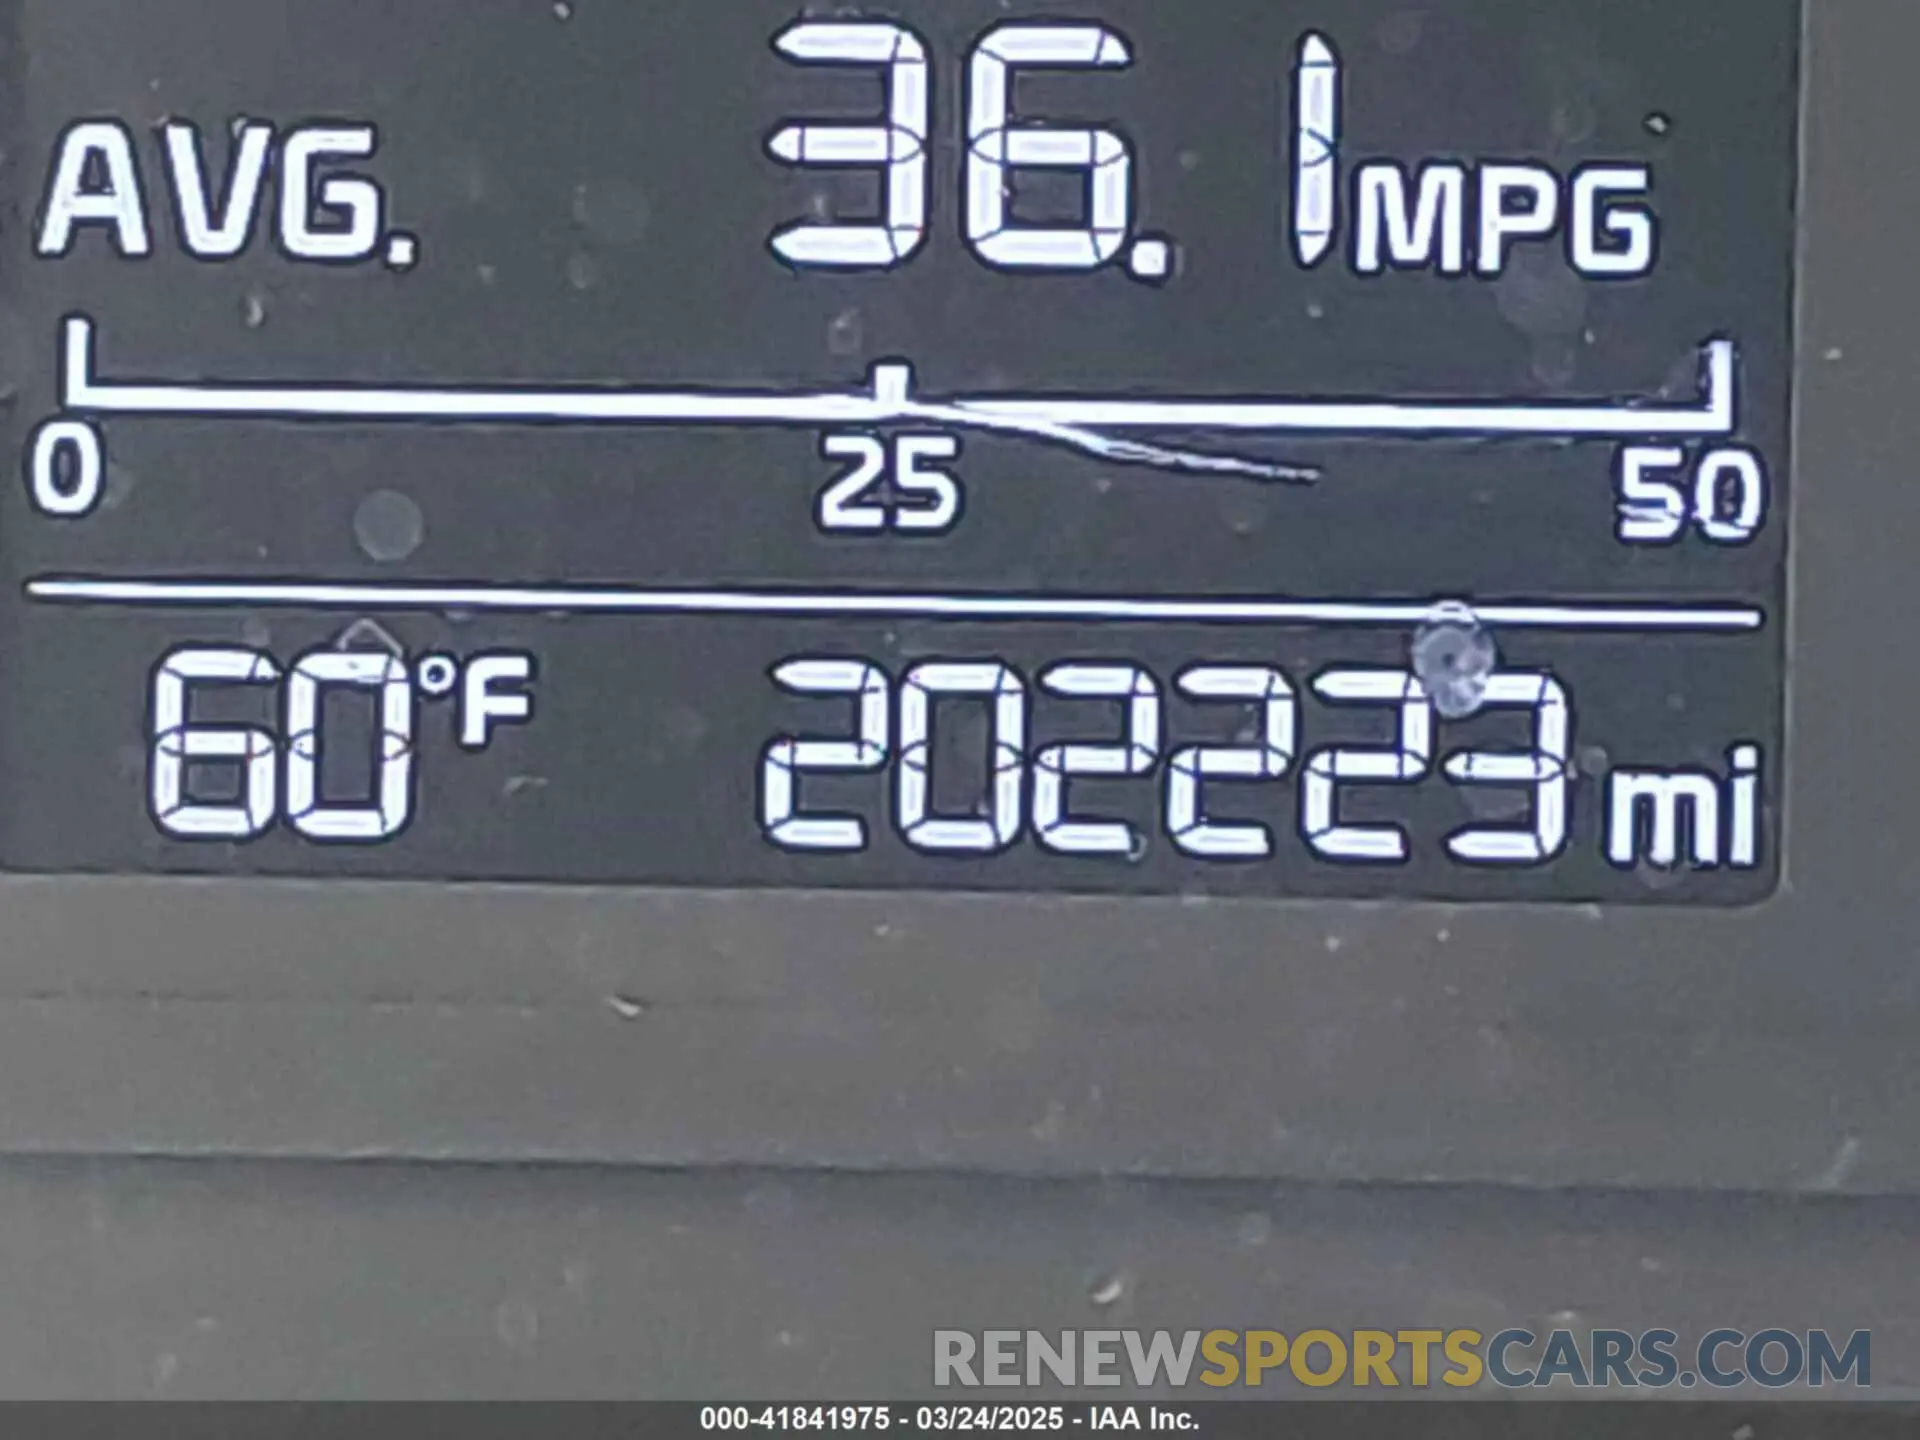 AVG. 36.1 MPG
0 25 50
60°F 202223 mi
RENEWSPORTSCARS.COM
000-41841975 - 03/24/2025 - IAA Inc.